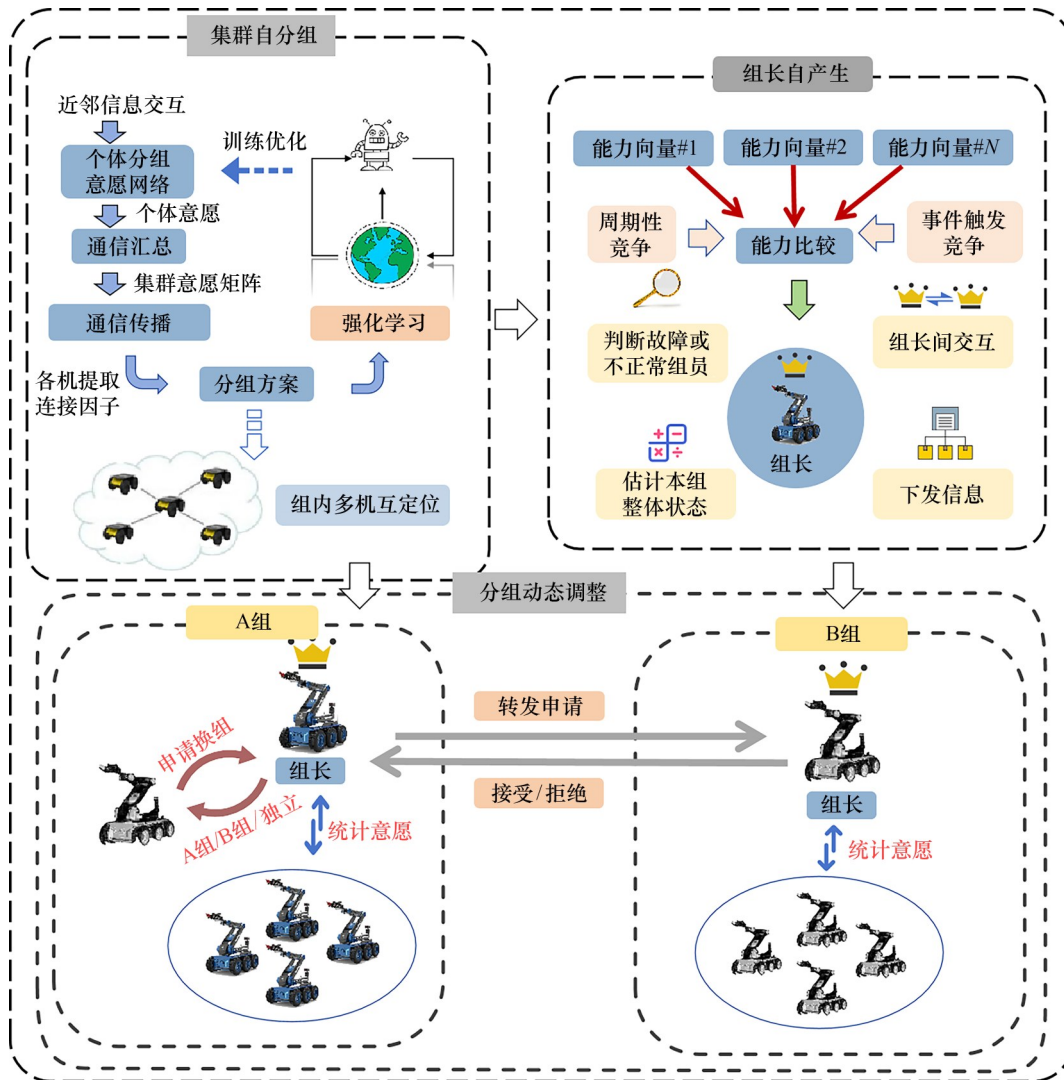 集群自分组
近邻信息交互
个体分组
意愿网络
训练优化
个体意愿
通信汇总
集群意愿矩阵
通信传播
强化学习
各机提取
连接因子
分组方案
组内多机互定位
组长自产生
能力向量#1
能力向量#2
能力向量#N
周期性
竞争
能力比较
事件触发
竞争
判断故障或
不正常组员
组长间交互
组长
估计本组
整体状态
下发信息
分组动态调整
A组
申请换组
A组/B组/独立
组长
统计意愿
转发申请
接受/拒绝
B组
组长
统计意愿